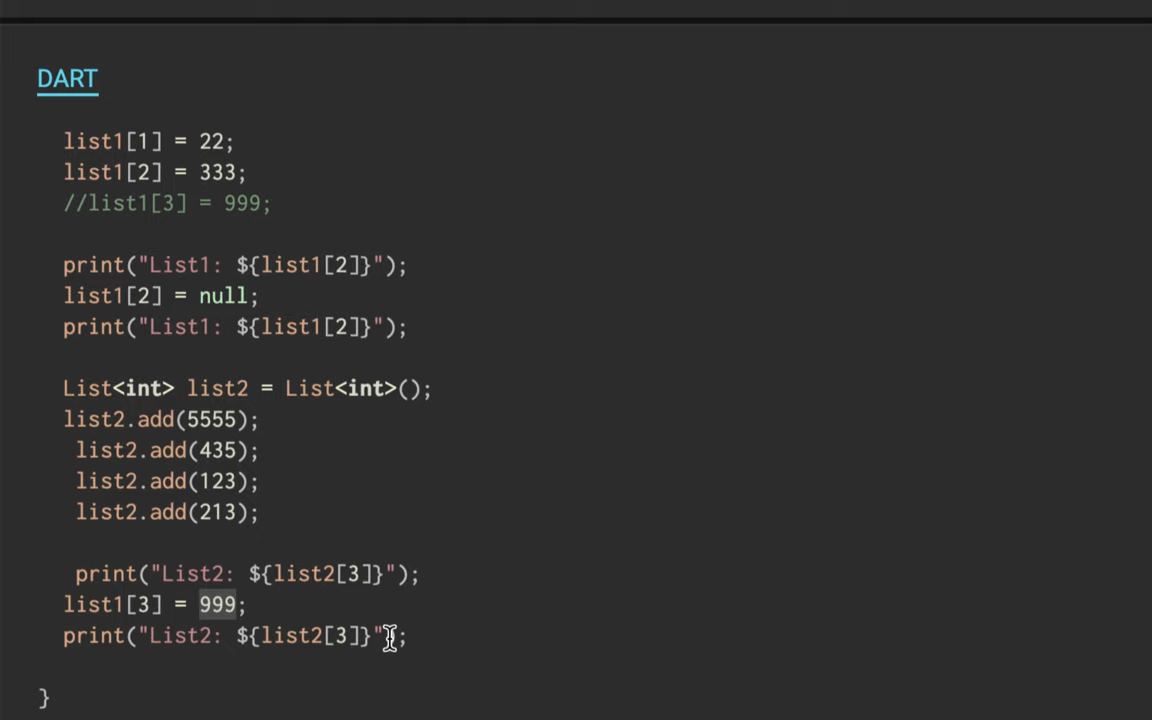 DART
list1[1] = 22;
list1[2] = 333;
//list1[3] = 999;
print("List1: ${list1[2]}");
list1[2] = null;
print("List1: ${list1[2]}");
List<int> list2 = List<int>();
list2.add(5555);
list2.add(435);
list2.add(123);
list2.add(213);
print("List2: ${list2[3]}");
list1[3] = 999;
print("List2: ${list2[3]}");
}